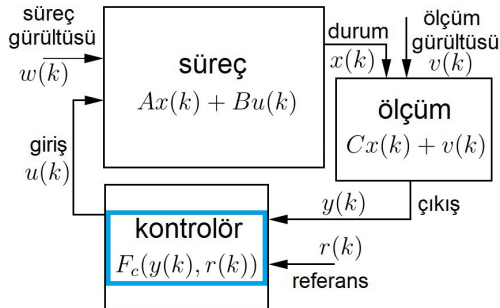 süreç
gürültüsü
w(k)
süreç
Ax(k) + Bu(k)
durum
x(k)
ölçüm
gürültüsü
v(k)
ölçüm
Cx(k) + v(k)
giriş
u(k)
y(k)
çıkış
kontrolör
F_c(y(k), r(k))
r(k)
referans